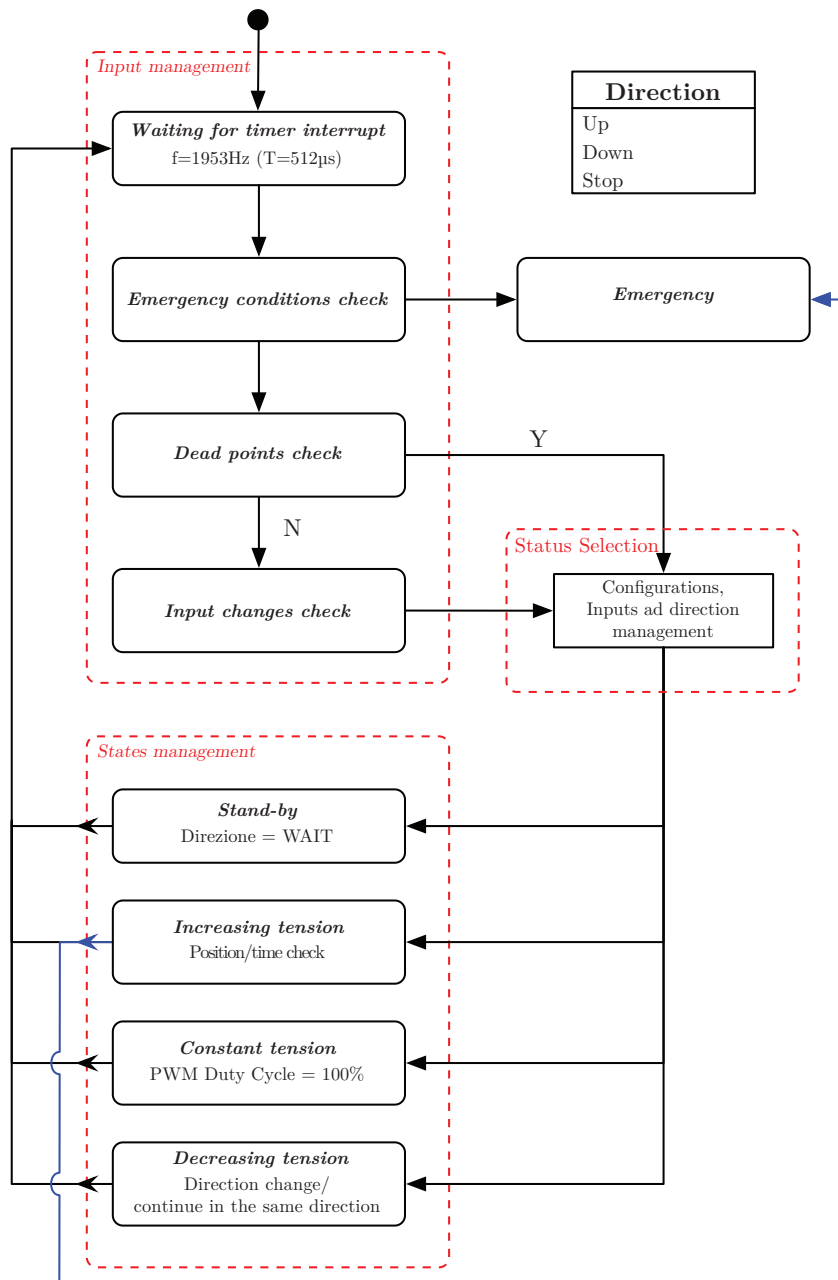 Input management
Waiting for timer interrupt
f=1953Hz (T=512µs)
Direction
Up
Down
Stop
Emergency conditions check
Emergency
Dead points check
Y
N
Status Selection
Input changes check
Configurations,
Inputs ad direction
management
States management
Stand-by
Direzione = WAIT
Increasing tension
Position/time check
Constant tension
PWM Duty Cycle = 100%
Decreasing tension
Direction change/
continue in the same direction